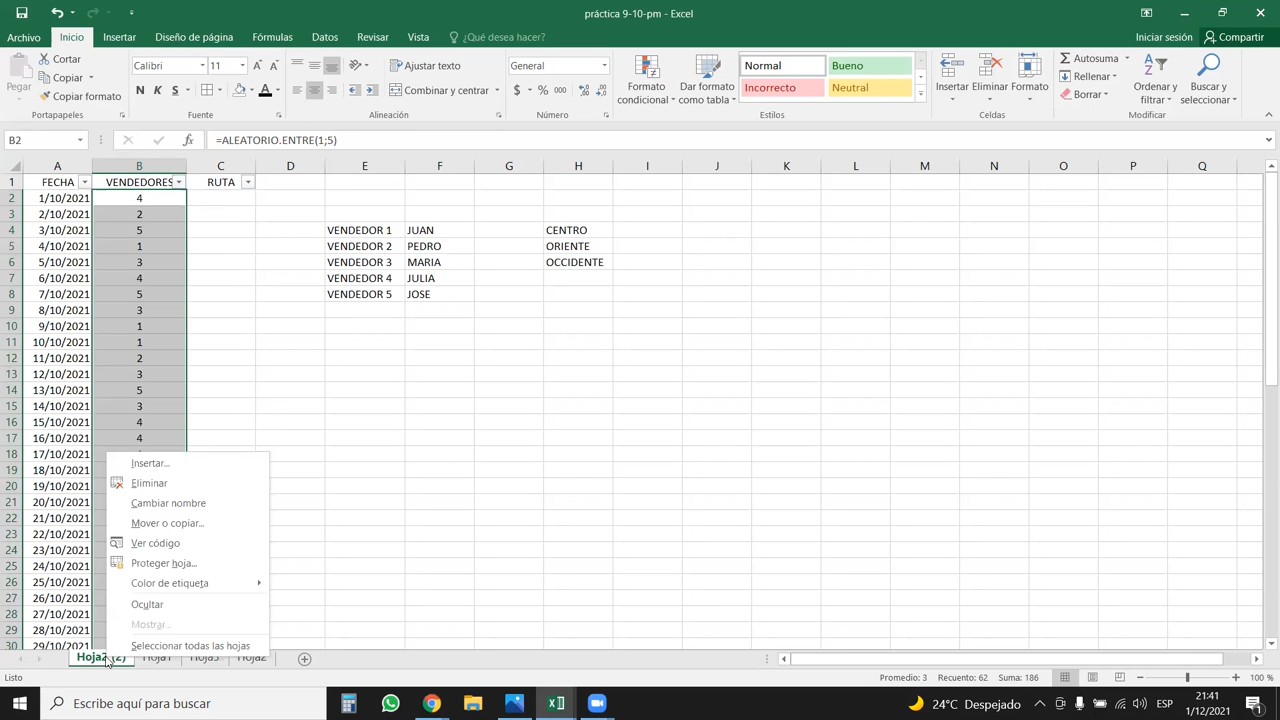 práctica 9-10-pm - Excel
Archivo Inicio Insertar Diseño de página Fórmulas Datos Revisar Vista ¿Qué desea hacer? Iniciar sesión Compartir
Pegar Cortar Copiar Copiar formato Portapapeles
Calibri 11 N K S A Fuente
Ajustar texto Combinar y centrar Alineación
General $ % 000 Número
Formato condicional Dar formato como tabla Normal Bueno Incorrecto Neutral Estilos
Insertar Eliminar Formato Celdas
Autosuma Rellenar Borrar Ordenar y filtrar Buscar y seleccionar Modificar
B2 fx =ALEATORIO.ENTRE(1;5)
A B C D E F G H I J K L M N O P Q
1 FECHA VENDEDORES RUTA
2 1/10/2021 4
3 2/10/2021 2
4 3/10/2021 5 VENDEDOR 1 JUAN CENTRO
5 4/10/2021 1 VENDEDOR 2 PEDRO ORIENTE
6 5/10/2021 3 VENDEDOR 3 MARIA OCCIDENTE
7 6/10/2021 4 VENDEDOR 4 JULIA
8 7/10/2021 5 VENDEDOR 5 JOSE
9 8/10/2021 3
10 9/10/2021 1
11 10/10/2021 1
12 11/10/2021 2
13 12/10/2021 3
14 13/10/2021 5
15 14/10/2021 3
16 15/10/2021 4
17 16/10/2021 4
18 17/10/2021
19 18/10/2021
20 19/10/2021
21 20/10/2021
22 21/10/2021
23 22/10/2021
24 23/10/2021
25 24/10/2021
26 25/10/2021
27 26/10/2021
28 27/10/2021
29 28/10/2021
30 29/10/2021
Insertar...
Eliminar
Cambiar nombre
Mover o copiar...
Ver código
Proteger hoja...
Color de etiqueta
Ocultar
Mostrar...
Seleccionar todas las hojas
Hoja2 (2) Hoja1 Hoja3 Hoja2
Listo Promedio: 3 Recuento: 62 Suma: 186 100 %
Escribe aquí para buscar 24°C Despejado ESP 21:41
1/12/2021